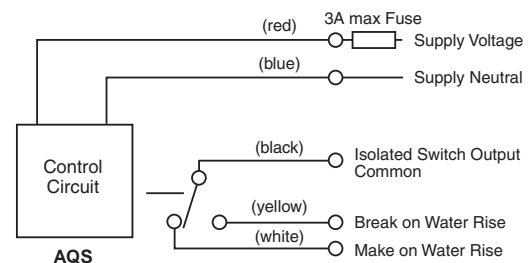 3A max Fuse
(red)
Supply Voltage
(blue)
Supply Neutral
Control
Circuit
(black)
Isolated Switch Output
Common
(yellow)
Break on Water Rise
(white)
Make on Water Rise
AQS